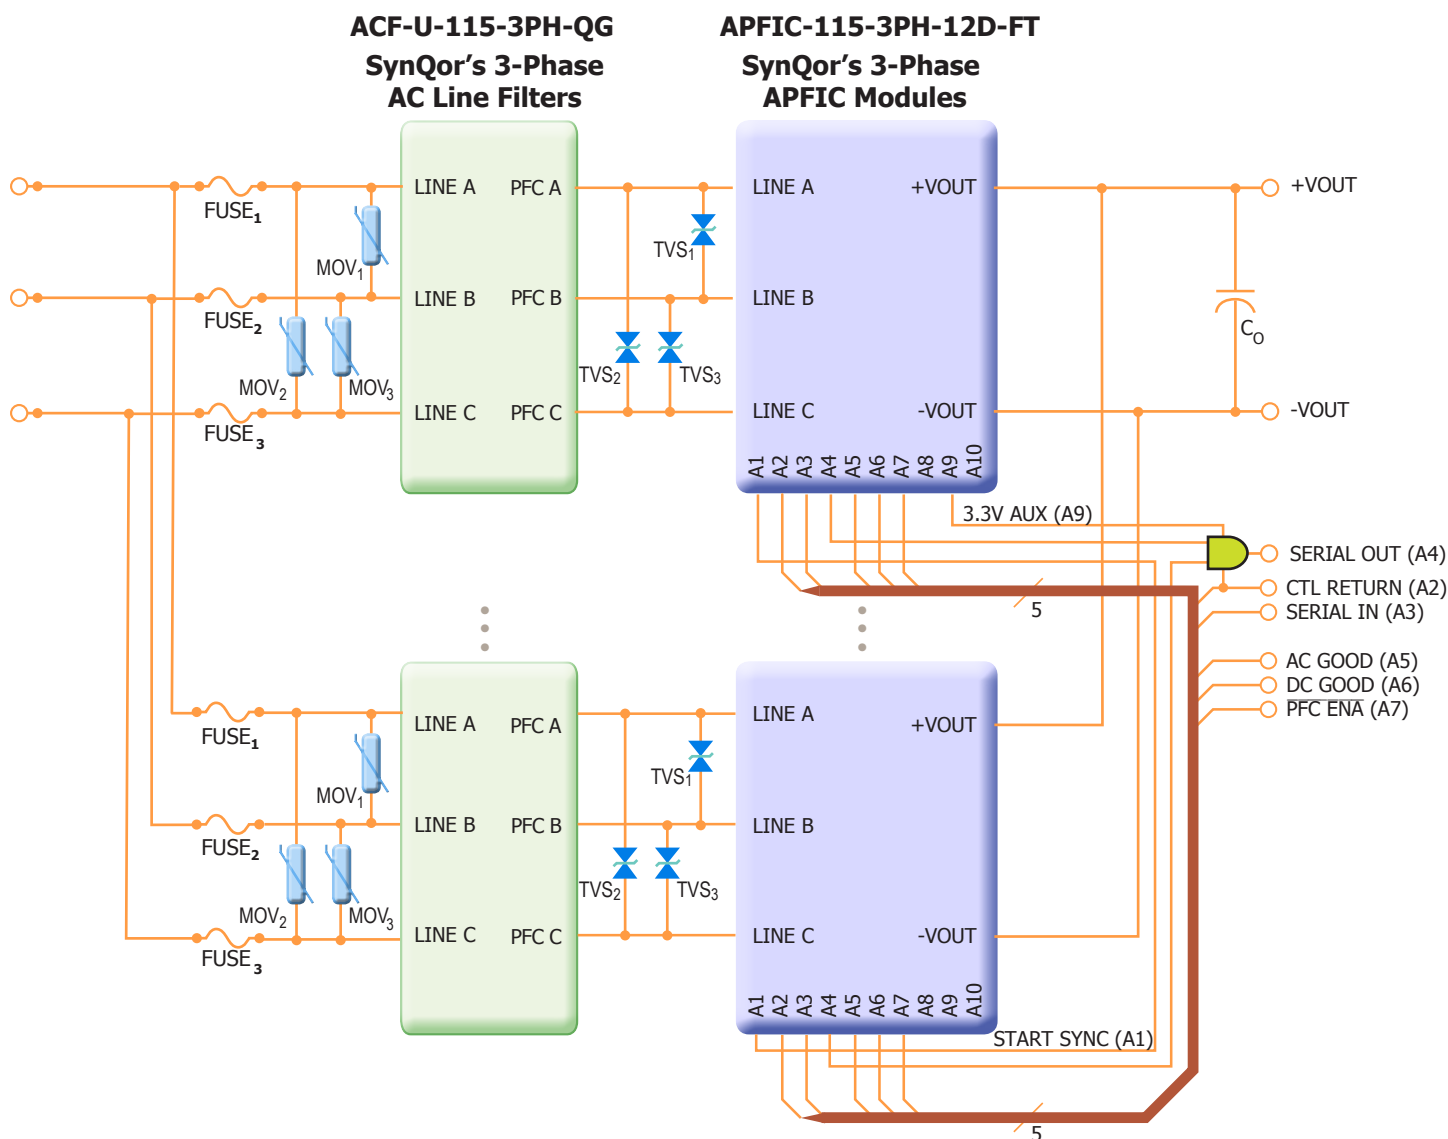 ACF-U-115-3PH-QG
SynQor's 3-Phase
AC Line Filters
APFIC-115-3PH-12D-FT
SynQor's 3-Phase
APFIC Modules
FUSE1
FUSE2
FUSE3
MOV1
MOV2
MOV3
LINE A
PFC A
LINE B
PFC B
LINE C
PFC C
TVS1
TVS2
TVS3
LINE A
+VOUT
LINE B
LINE C
-VOUT
A1
A2
A3
A4
A5
A6
A7
A8
A9
A10
+VOUT
CO
-VOUT
3.3V AUX (A9)
SERIAL OUT (A4)
CTL RETURN (A2)
SERIAL IN (A3)
5
AC GOOD (A5)
DC GOOD (A6)
PFC ENA (A7)
FUSE1
FUSE2
FUSE3
MOV1
MOV2
MOV3
LINE A
PFC A
LINE B
PFC B
LINE C
PFC C
TVS1
TVS2
TVS3
LINE A
+VOUT
LINE B
LINE C
-VOUT
A1
A2
A3
A4
A5
A6
A7
A8
A9
A10
START SYNC (A1)
5